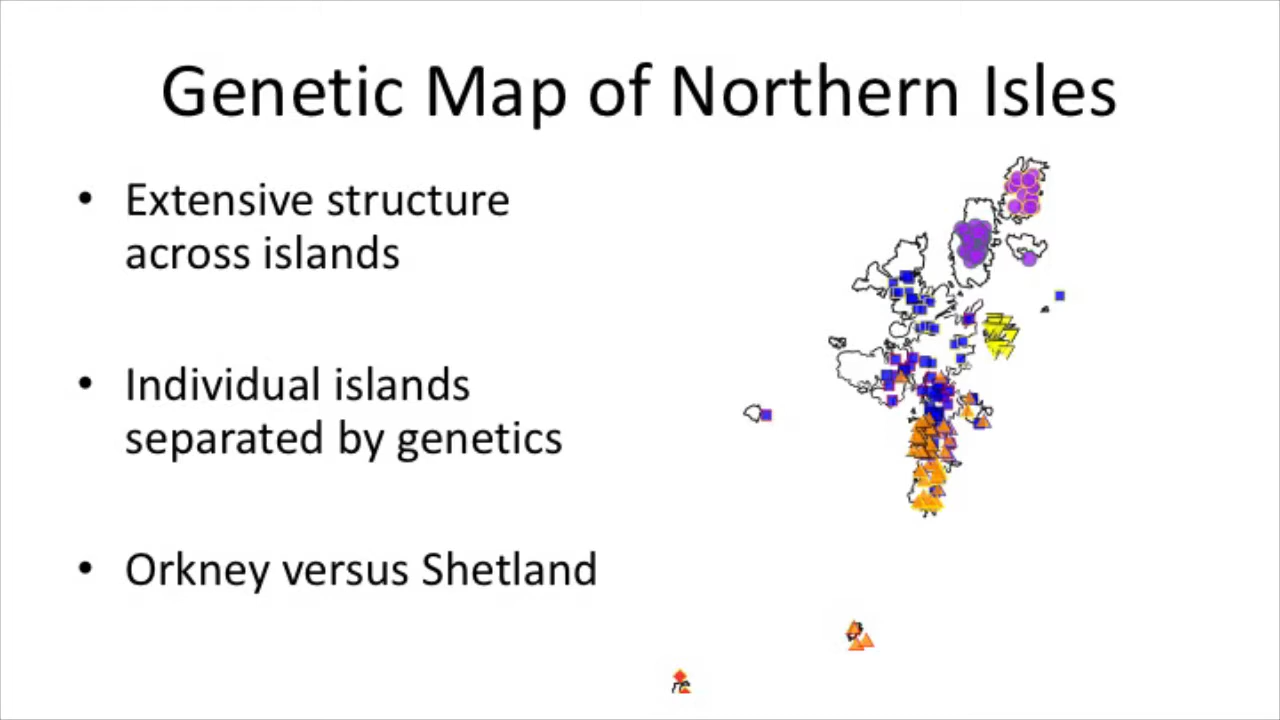 Genetic Map of Northern Isles
• Extensive structure
across islands
• Individual islands
separated by genetics
• Orkney versus Shetland